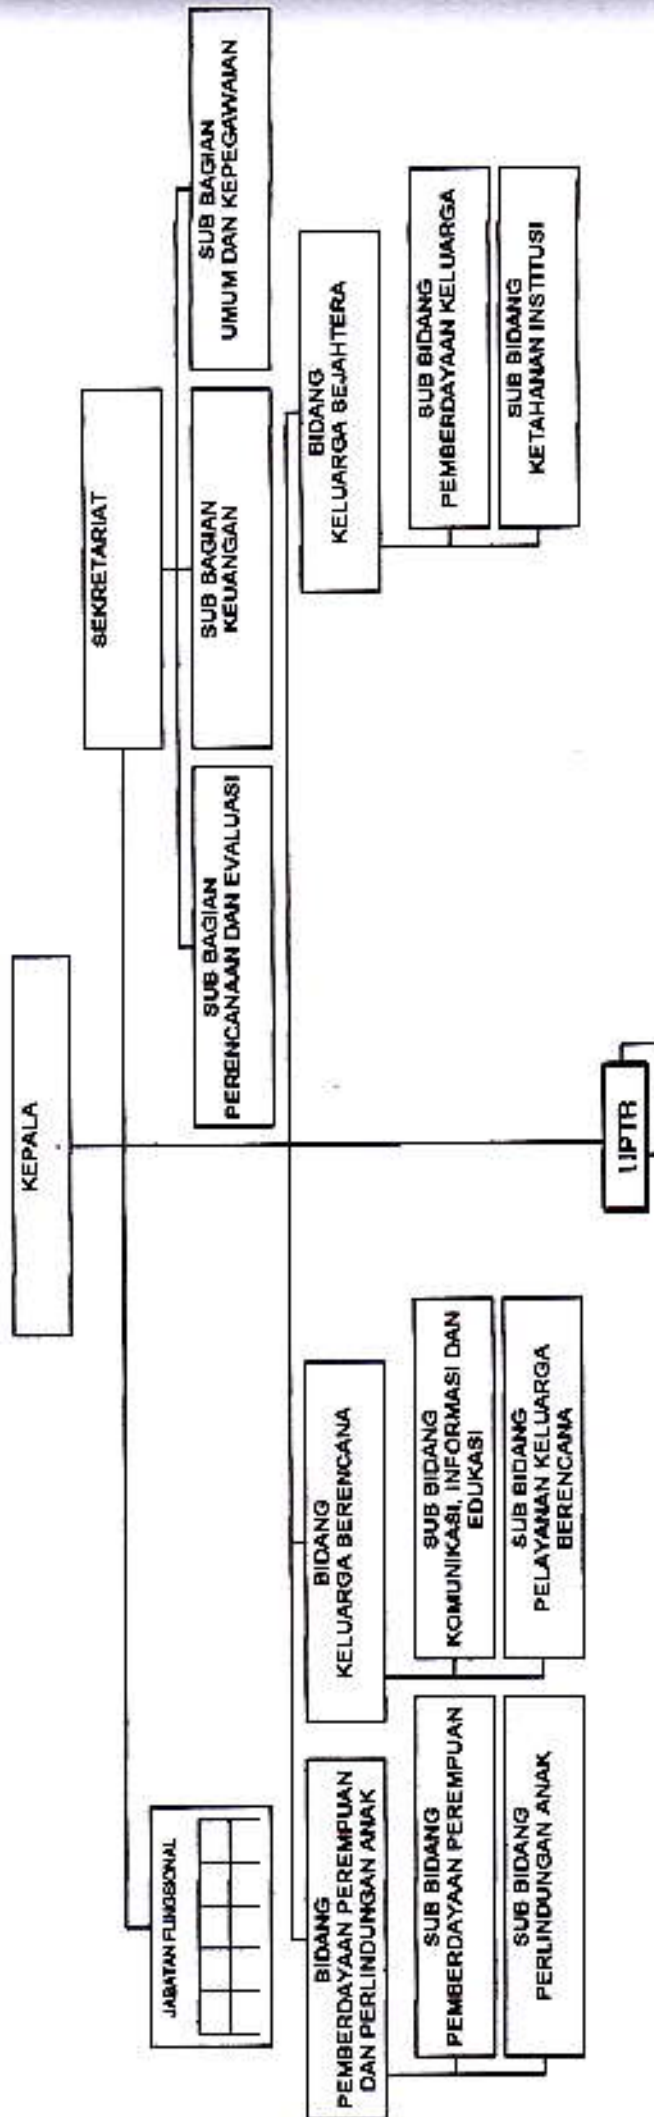 KEPALA
SEKRETARIAT
JABATAN FUNGSIONAL
SUB BAGIAN
PERENCANAAN DAN EVALUASI
SUB BAGIAN
KEUANGAN
SUB BAGIAN
UMUM DAN KEPEGAWAIAN
BIDANG
PEMBERDAYAAN PEREMPUAN
DAN PERLINDUNGAN ANAK
BIDANG
KELUARGA BERENCANA
BIDANG
KELUARGA SEJAHTERA
SUB BIDANG
PEMBERDAYAAN PEREMPUAN
SUB BIDANG
KOMUNIKASI, INFORMASI DAN
EDUKASI
SUB BIDANG
PEMBERDAYAAN KELUARGA
SUB BIDANG
PERLINDUNGAN ANAK
SUB BIDANG
PELAYANAN KELUARGA
BERENCANA
SUB BIDANG
KETAHANAN INSTITUSI